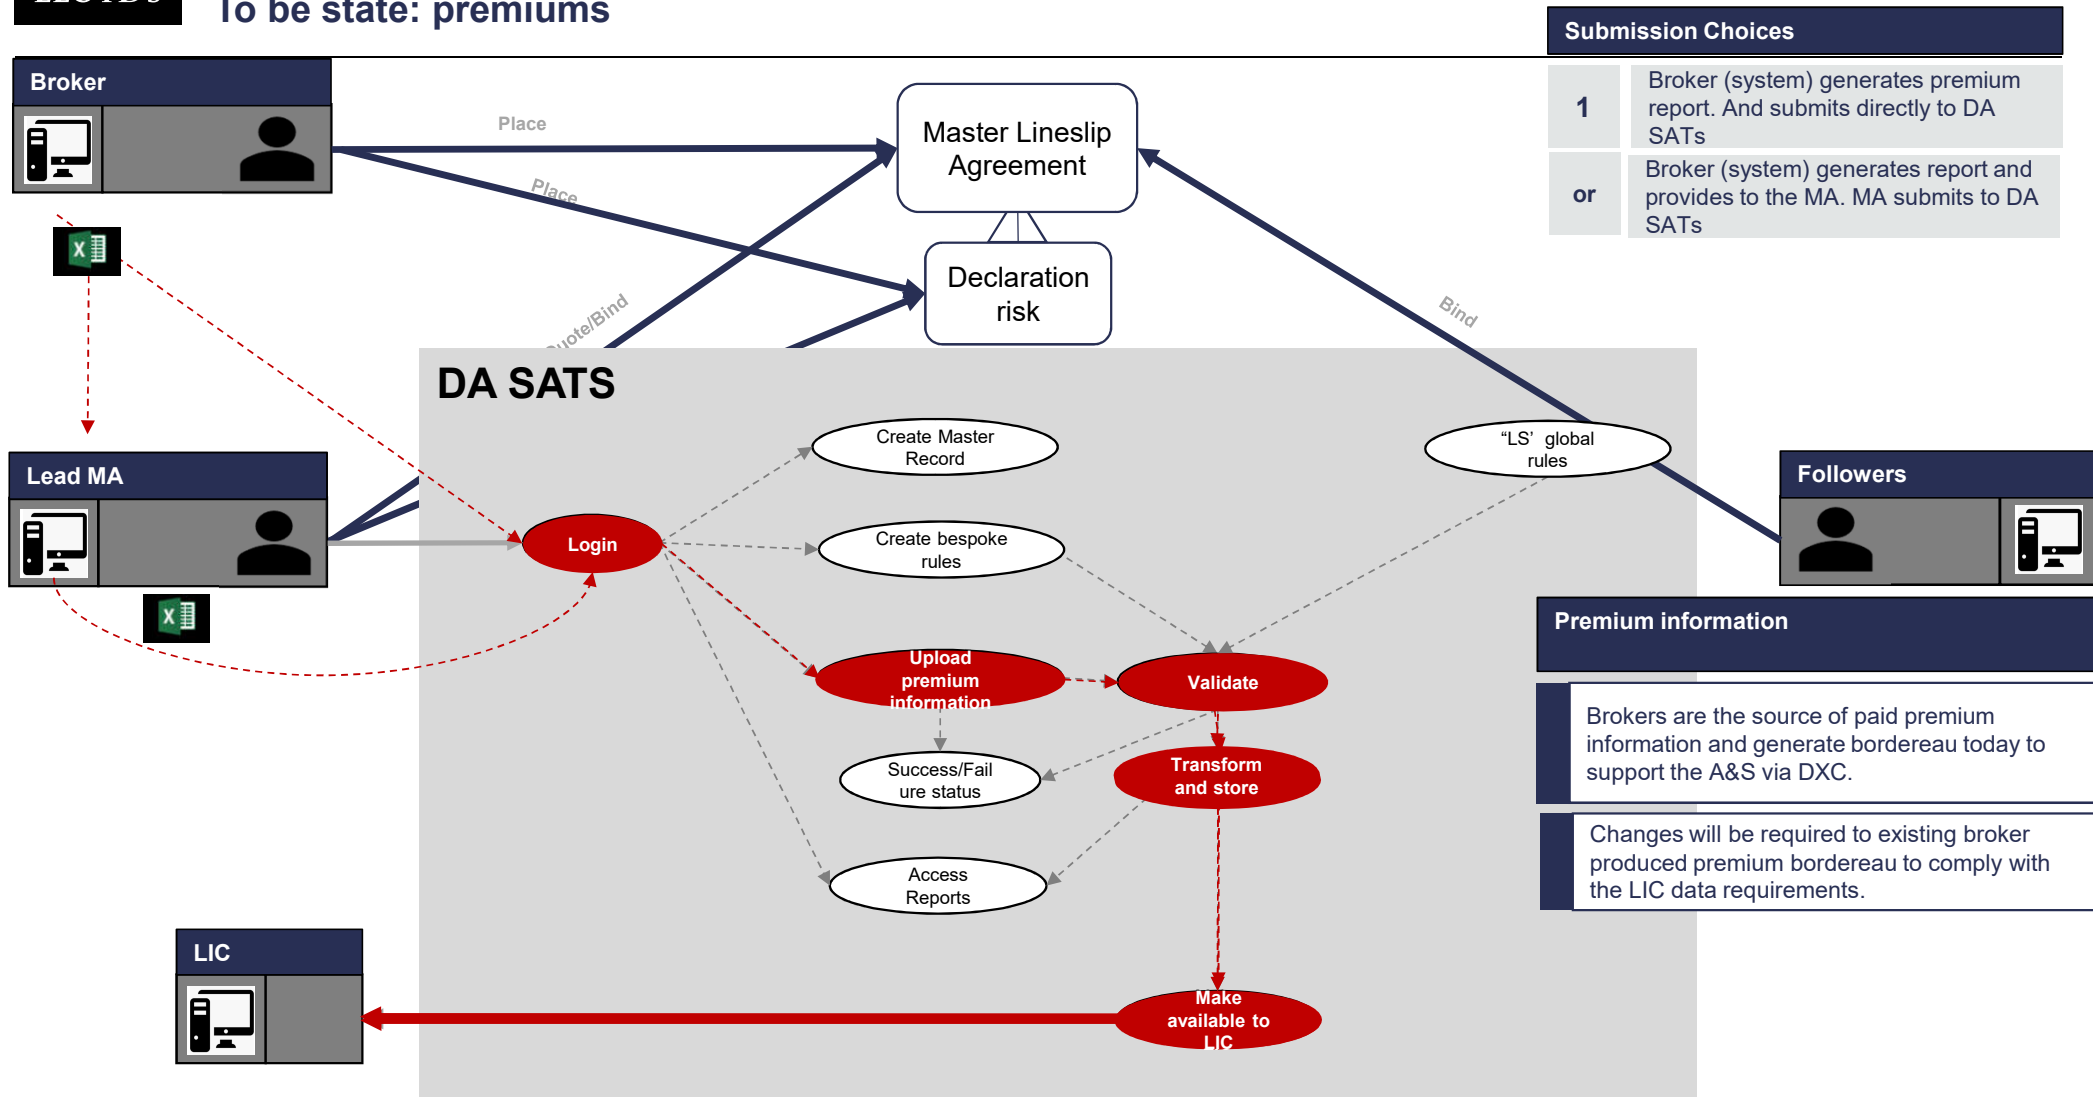 LLOYD'S
To be state: premiums
Submission Choices
1
Broker (system) generates premium
report. And submits directly to DA
SATs
or
Broker (system) generates report and
provides to the MA. MA submits to DA
SATs
Broker
Place
Place
Master Lineslip
Agreement
Declaration
risk
Quote/Bind
Bind
DA SATS
Create Master
Record
“LS’ global
rules
Lead MA
Followers
Login
Create bespoke
rules
Upload
premium
information
Validate
Success/Fail
ure status
Transform
and store
Access
Reports
Make
available to
LIC
LIC
Premium information
Brokers are the source of paid premium
information and generate bordereau today to
support the A&S via DXC.
Changes will be required to existing broker
produced premium bordereau to comply with
the LIC data requirements.